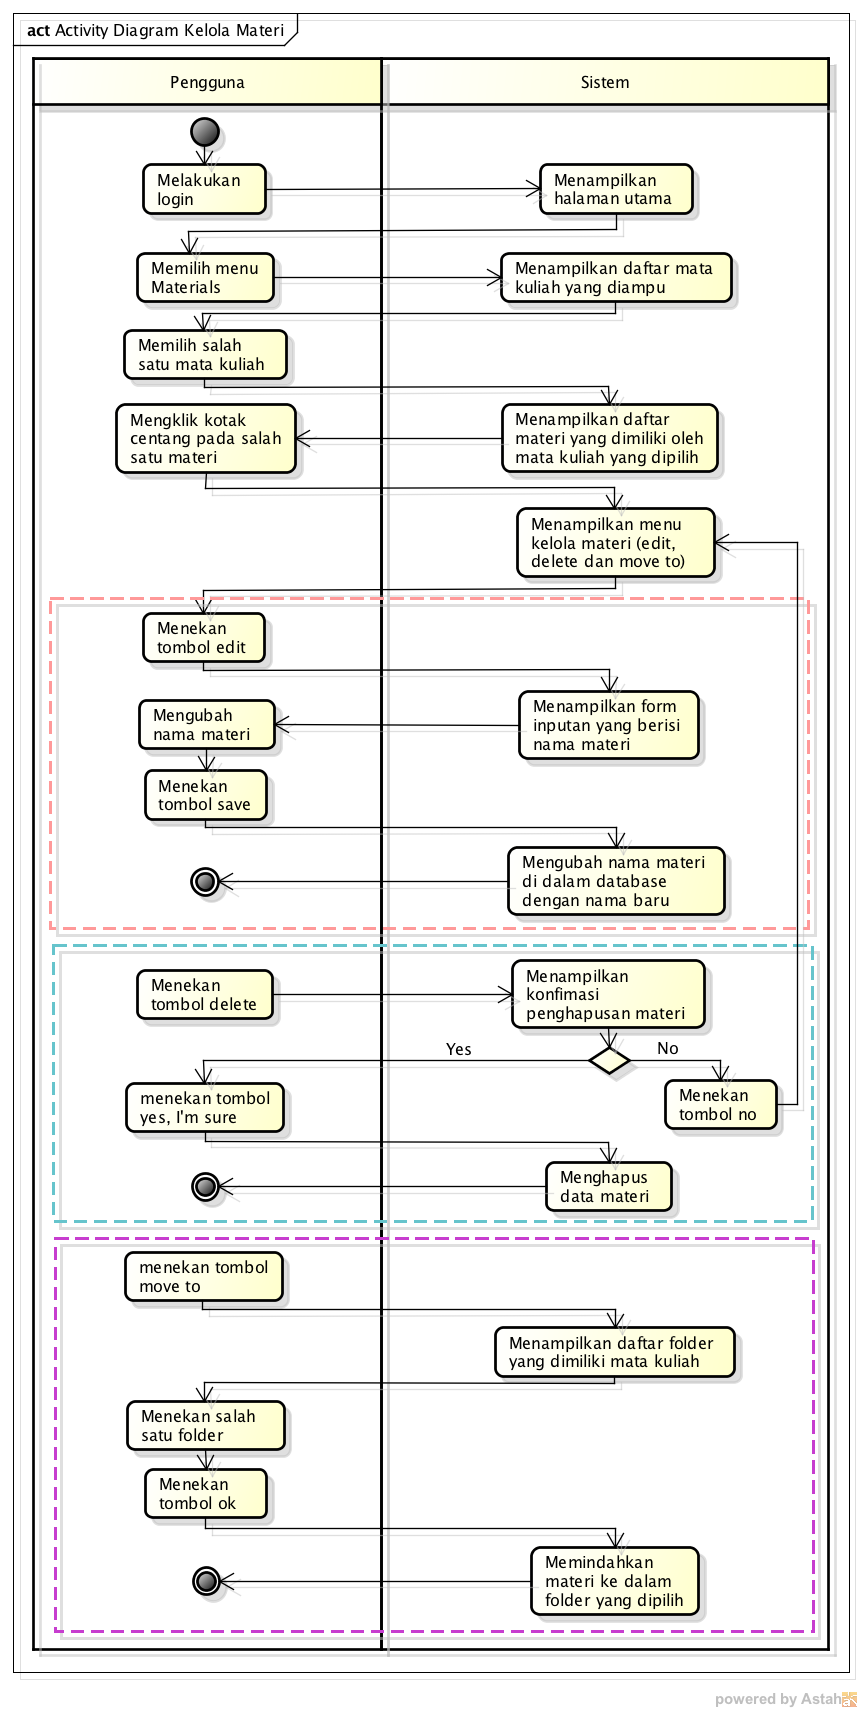 act Activity Diagram Kelola Materi
Pengguna
Sistem
Melakukan
login
Menampilkan
halaman utama
Memilih menu
Materials
Menampilkan daftar mata
kuliah yang diampu
Memilih salah
satu mata kuliah
Menampilkan daftar
materi yang dimiliki oleh
mata kuliah yang dipilih
Mengklik kotak
centang pada salah
satu materi
Menampilkan menu
kelola materi (edit,
delete dan move to)
Menekan
tombol edit
Menampilkan form
inputan yang berisi
nama materi
Mengubah
nama materi
Menekan
tombol save
Mengubah nama materi
di dalam database
dengan nama baru
Menekan
tombol delete
Menampilkan
konfimasi
penghapusan materi
Yes
No
menekan tombol
yes, I'm sure
Menekan
tombol no
Menghapus
data materi
menekan tombol
move to
Menampilkan daftar folder
yang dimiliki mata kuliah
Menekan salah
satu folder
Menekan
tombol ok
Memindahkan
materi ke dalam
folder yang dipilih
powered by Astah